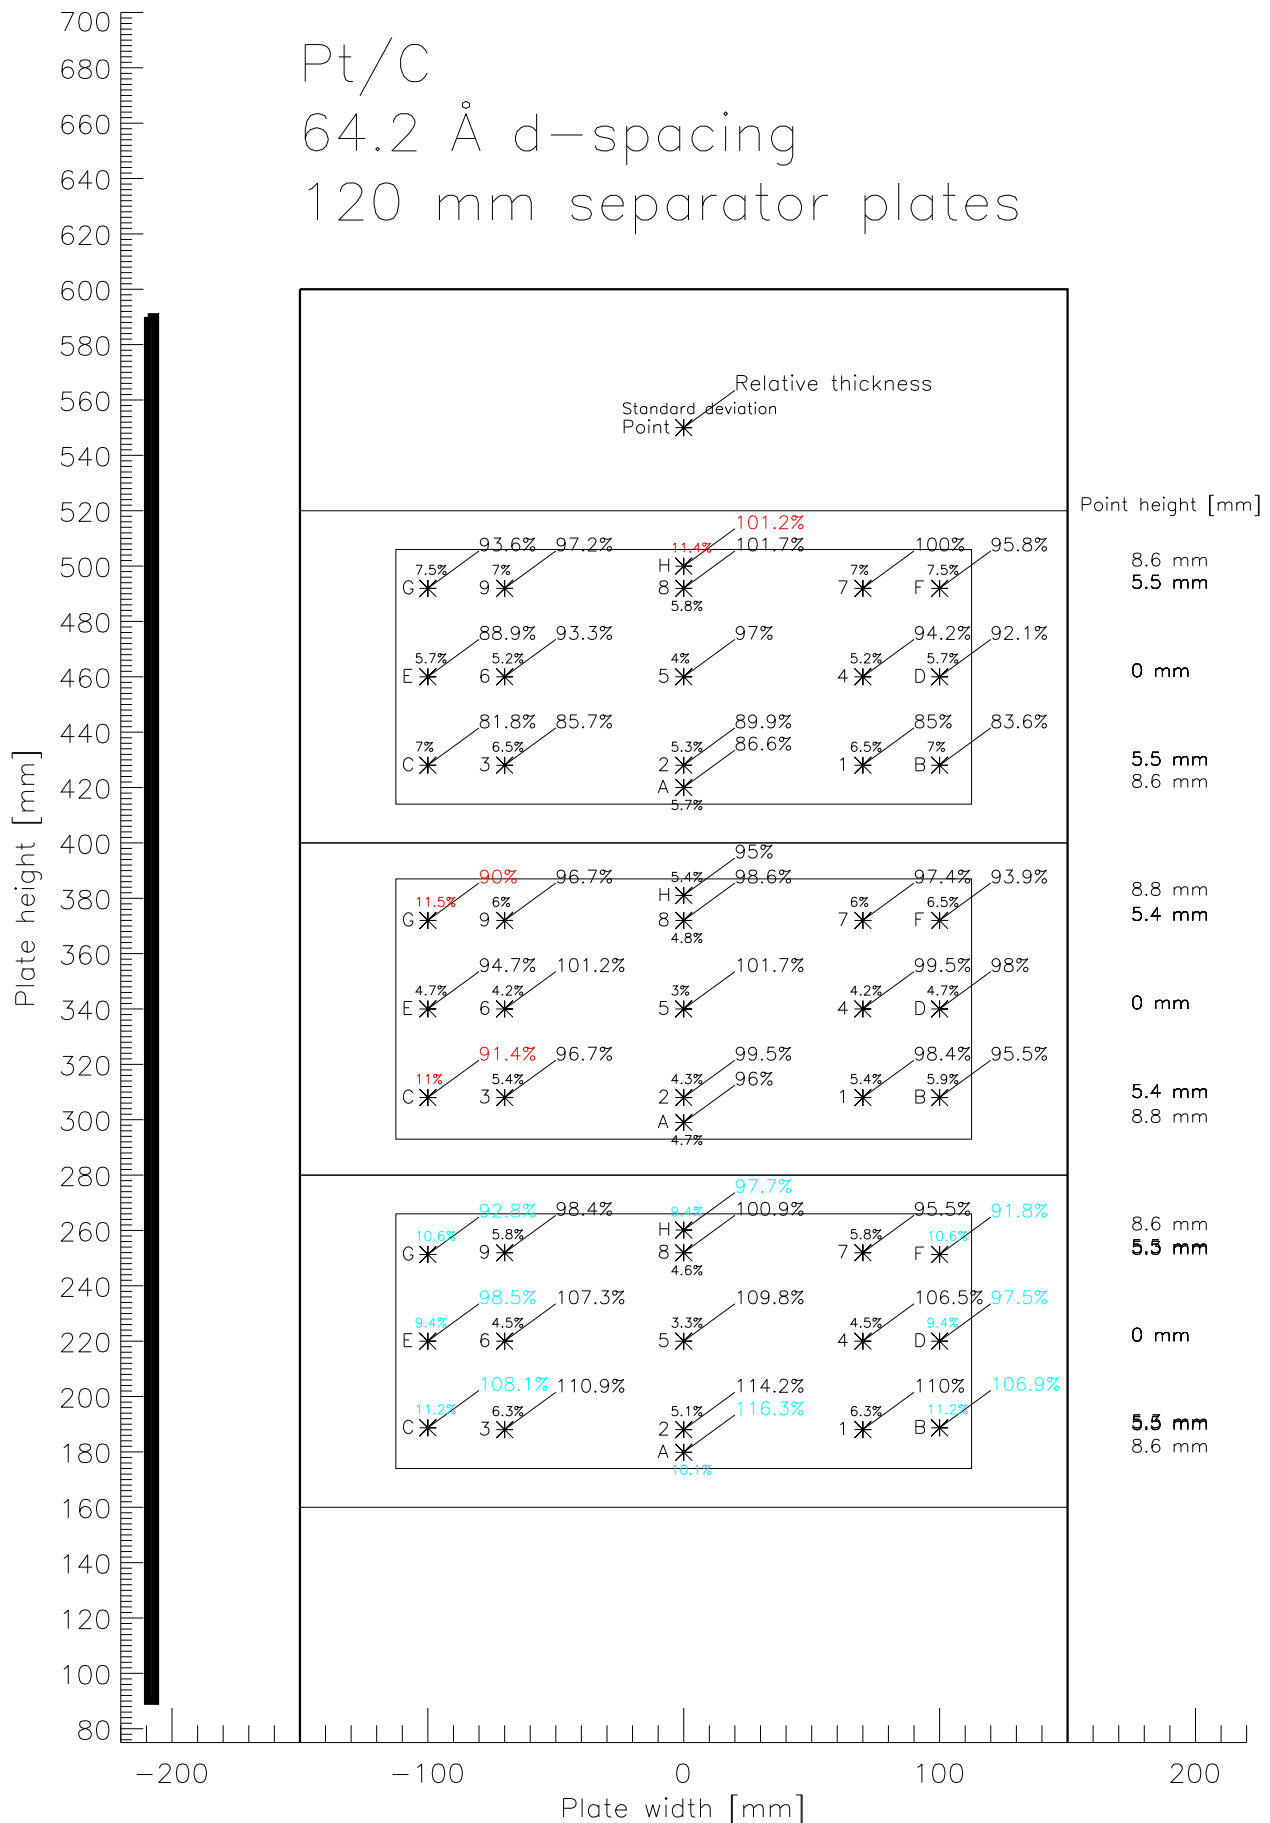 Pt/C
64.2 Å d-spacing
120 mm separator plates
700
680
660
640
620
600
580
560
540
520
500
480
460
440
420
400
380
360
340
320
300
280
260
240
220
200
180
160
140
120
100
80
Plate height [mm]
Relative thickness
Standard deviation
Point
Point height [mm]
101.2%
93.6% 97.2% 101.7% 100% 95.8%
7.5% 7% 11.4% 7% 7.5%
H
G 9 8 7 F
5.8%
8.6 mm
5.5 mm
88.9% 93.3% 97% 94.2% 92.1%
5.7% 5.2% 4% 5.2% 5.7%
E 6 5 4 D
0 mm
81.8% 85.7% 89.9% 85% 83.6%
86.6%
7% 6.5% 5.3% 6.5% 7%
C 3 2 1 B
A
5.7%
5.5 mm
8.6 mm
95%
90% 96.7% 98.6% 97.4% 93.9%
11.5% 6% 5.4% 6% 6.5%
H
G 9 8 7 F
4.8%
8.8 mm
5.4 mm
94.7% 101.2% 101.7% 99.5% 98%
4.7% 4.2% 3% 4.2% 4.7%
E 6 5 4 D
0 mm
91.4% 96.7% 99.5% 98.4% 95.5%
96%
11% 5.4% 4.3% 5.4% 5.9%
C 3 2 1 B
A
4.7%
5.4 mm
8.8 mm
97.7%
92.8% 98.4% 100.9% 95.5% 91.8%
10.6% 5.8% 9.4% 5.8% 10.6%
H
G 9 8 7 F
4.6%
8.6 mm
98.5% 107.3% 109.8% 106.5% 97.5%
9.4% 4.5% 3.3% 4.5% 9.4%
E 6 5 4 D
0 mm
108.1% 110.9% 114.2% 110% 106.9%
116.3%
11.2% 6.3% 5.1% 6.3% 11.2%
C 3 2 1 B
A
10.1%
8.6 mm
-200 -100 0 100 200
Plate width [mm]